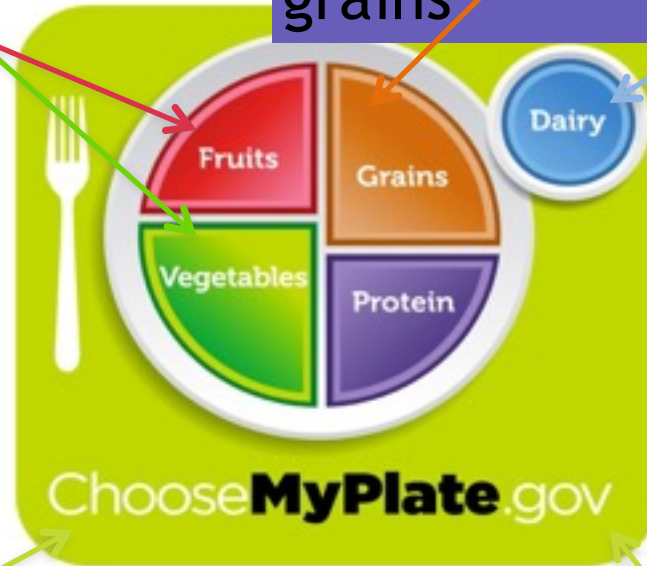 grains
Dairy
Fruits
Grains
Vegetables
Protein
ChooseMyPlate.gov